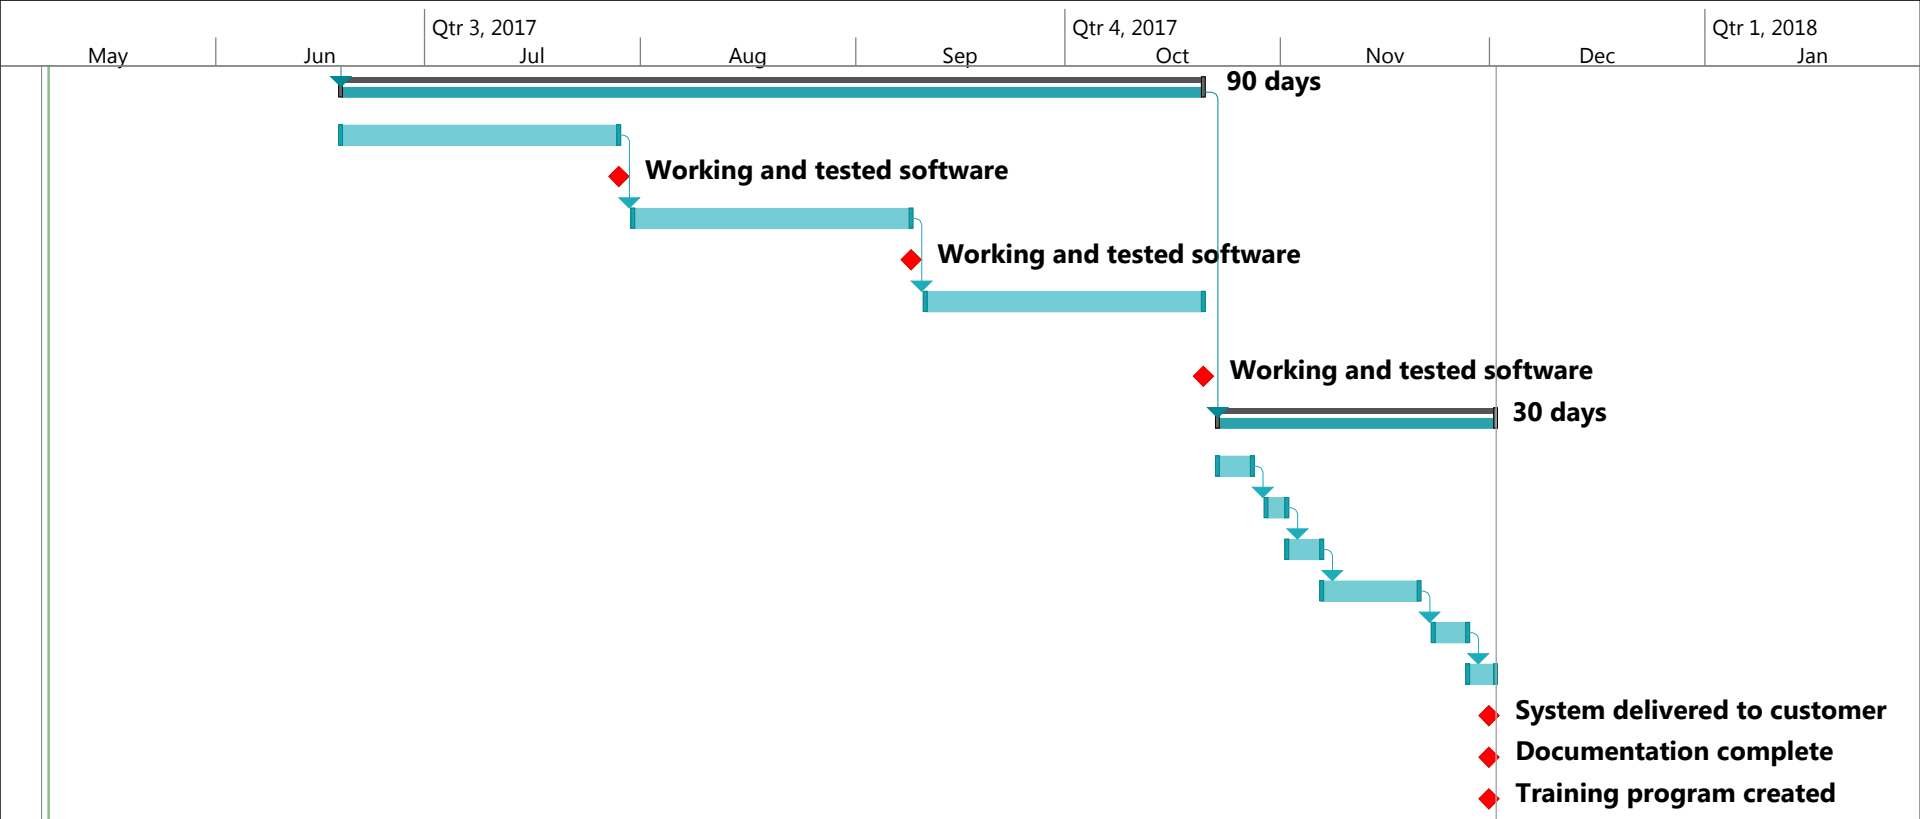 Qtr 3, 2017 Qtr 4, 2017 Qtr 1, 2018
May Jun Jul Aug Sep Oct Nov Dec Jan
90 days
Working and tested software
Working and tested software
Working and tested software
30 days
System delivered to customer
Documentation complete
Training program created